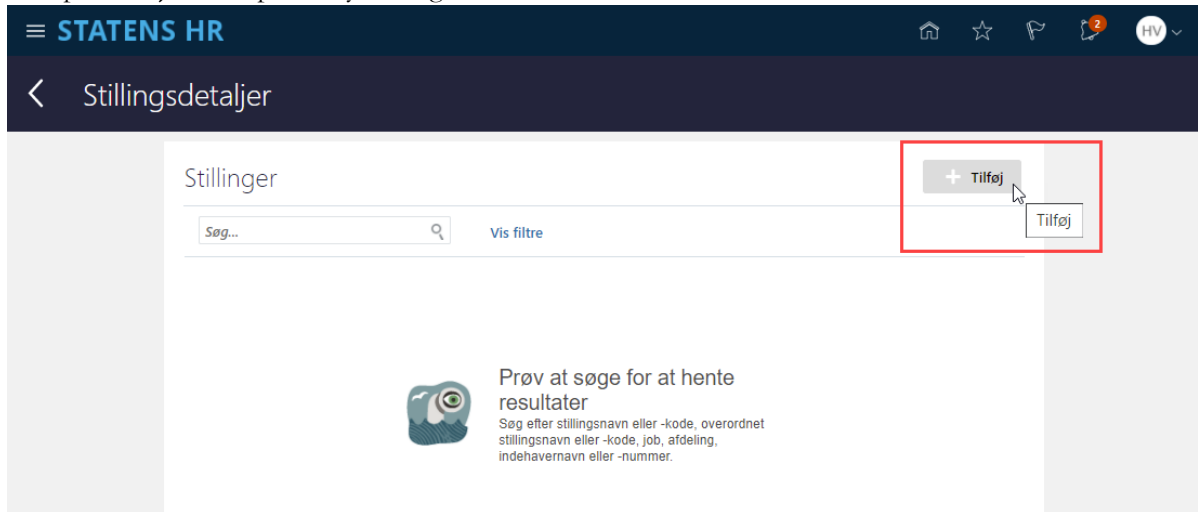 STATENS HR
2
HV
Stillingsdetaljer
Stillinger
Tilføj
Tilføj
Søg...
Vis filtre
Prøv at søge for at hente
resultater
Søg efter stillingsnavn eller -kode, overordnet
stillingsnavn eller -kode, job, afdeling,
indehavernavn eller -nummer.